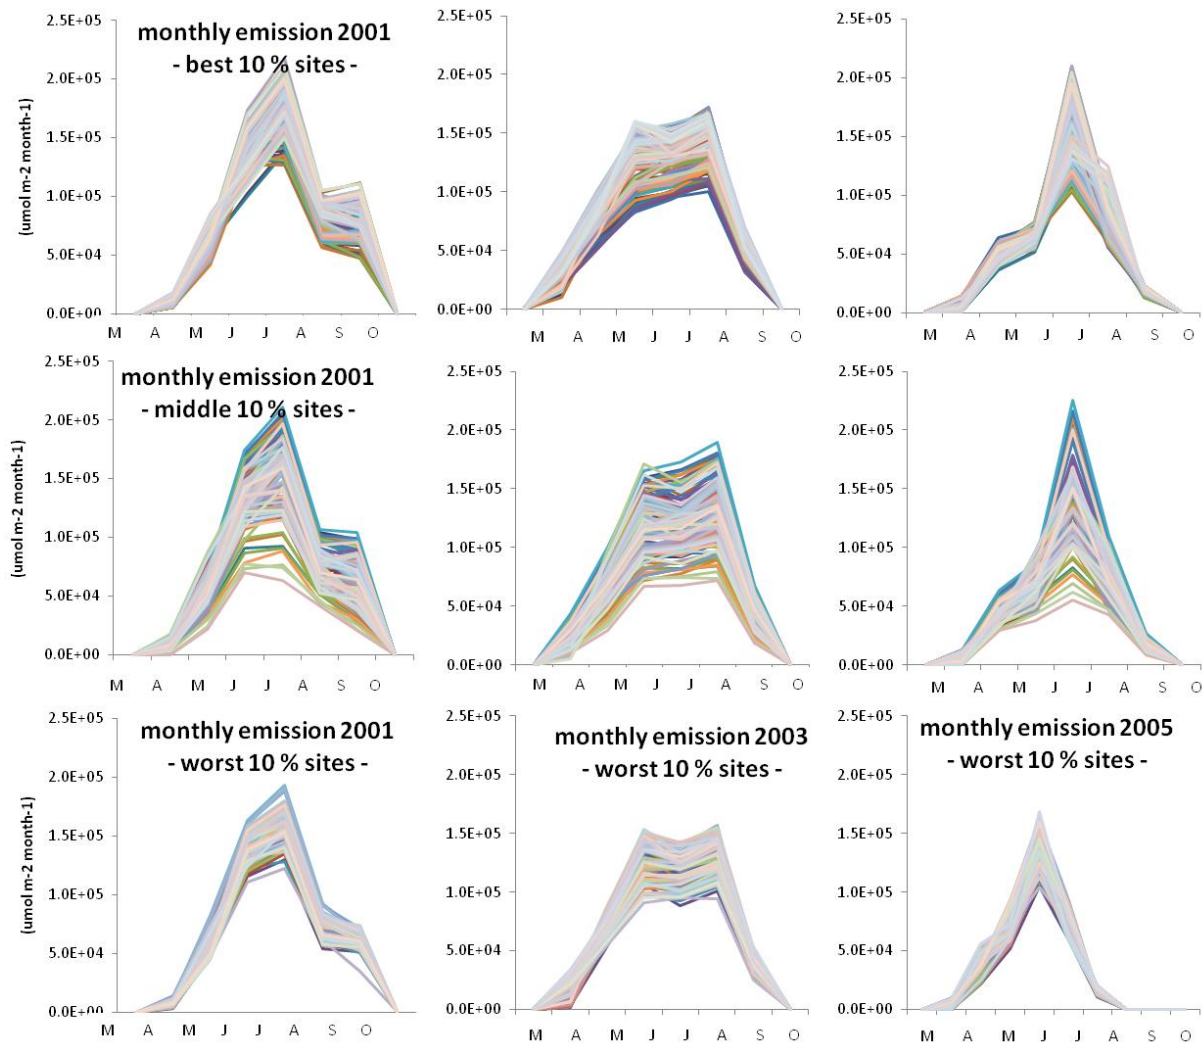 monthly emission 2001
- best 10 % sites -
(umol m-2 month-1)
2.5E+05
2.0E+05
1.5E+05
1.0E+05
5.0E+04
0.0E+00
M A M J J A S O
2.5E+05
2.0E+05
1.5E+05
1.0E+05
5.0E+04
0.0E+00
M A M J J A S O
2.5E+05
2.0E+05
1.5E+05
1.0E+05
5.0E+04
0.0E+00
M A M J J A S O
monthly emission 2001
- middle 10 % sites -
(umol m-2 month-1)
2.5E+05
2.0E+05
1.5E+05
1.0E+05
5.0E+04
0.0E+00
M A M J J A S O
2.5E+05
2.0E+05
1.5E+05
1.0E+05
5.0E+04
0.0E+00
M A M J J A S O
2.5E+05
2.0E+05
1.5E+05
1.0E+05
5.0E+04
0.0E+00
M A M J J A S O
monthly emission 2001
- worst 10 % sites -
(umol m-2 month-1)
2.5E+05
2.0E+05
1.5E+05
1.0E+05
5.0E+04
0.0E+00
M A M J J A S O
monthly emission 2003
- worst 10 % sites -
2.5E+05
2.0E+05
1.5E+05
1.0E+05
5.0E+04
0.0E+00
M A M J J A S O
monthly emission 2005
- worst 10 % sites -
2.5E+05
2.0E+05
1.5E+05
1.0E+05
5.0E+04
0.0E+00
M A M J J A S O